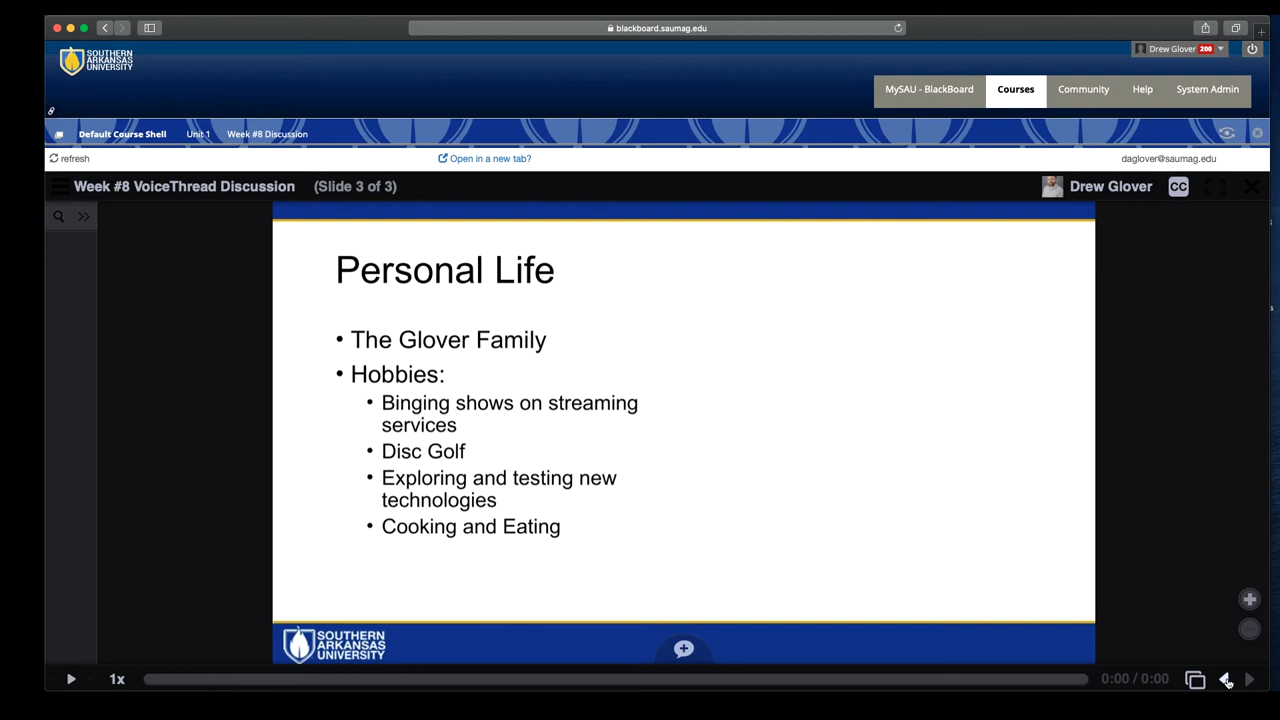 blackboard.saumag.edu
SOUTHERN
ARKANSAS
UNIVERSITY
Drew Glover 200
MySAU - BlackBoard Courses Community Help System Admin
Default Course Shell Unit 1 Week #8 Discussion
refresh Open in a new tab? daglover@saumag.edu
Week #8 VoiceThread Discussion (Slide 3 of 3) Drew Glover CC
Personal Life
• The Glover Family
• Hobbies:
• Binging shows on streaming
services
• Disc Golf
• Exploring and testing new
technologies
• Cooking and Eating
SOUTHERN
ARKANSAS
UNIVERSITY
1x 0:00 / 0:00